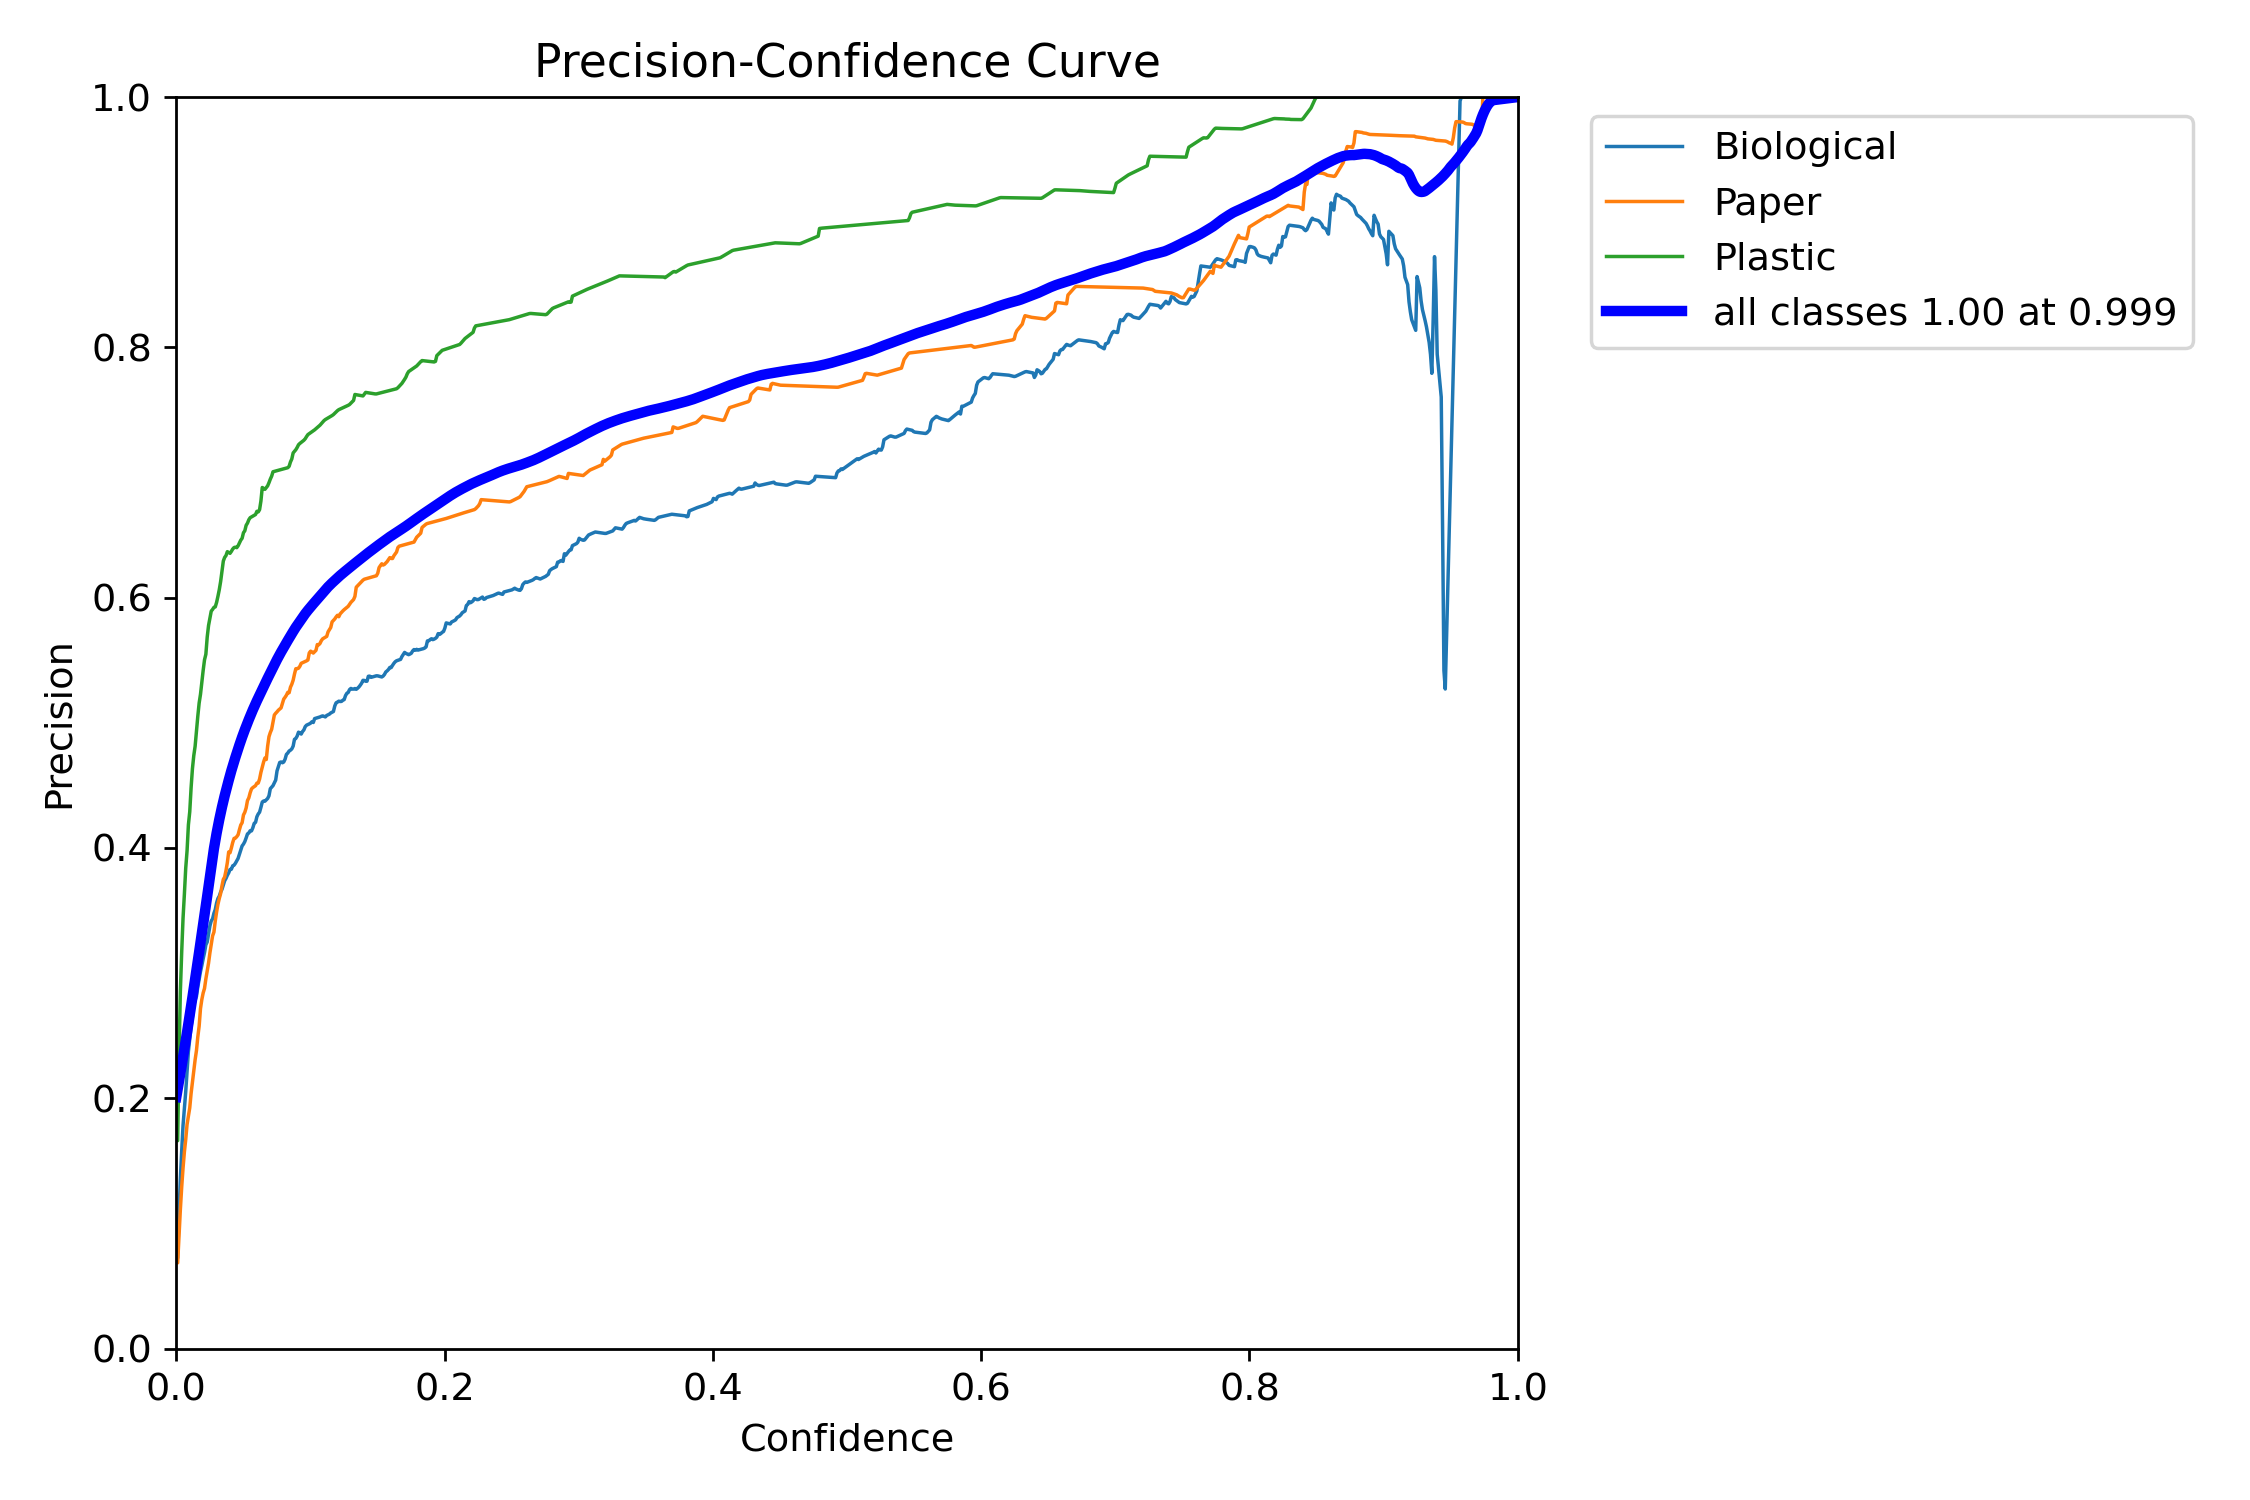 Precision-Confidence Curve
1.0
0.8
0.6
0.4
0.2
0.0
Precision
0.0 0.2 0.4 0.6 0.8 1.0
Confidence
Biological
Paper
Plastic
all classes 1.00 at 0.999